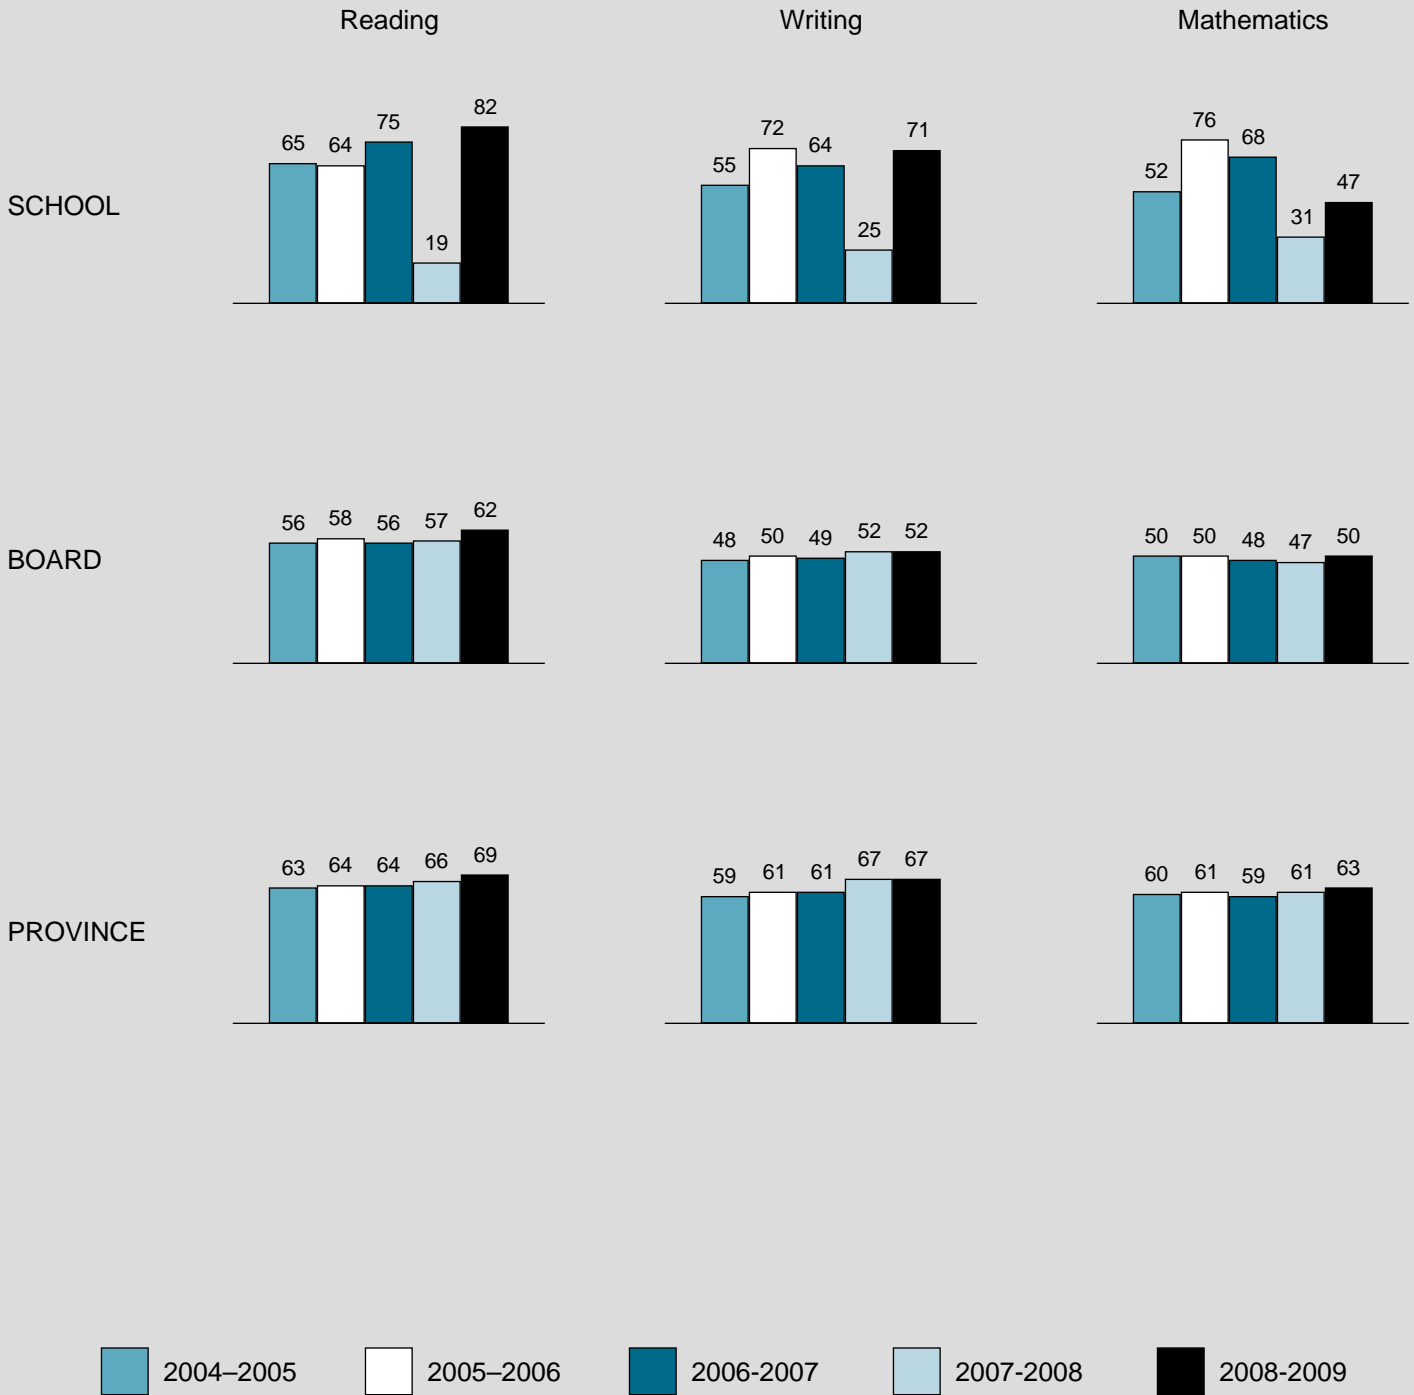 Reading Writing Mathematics
SCHOOL
65 64 75 19 82
55 72 64 25 71
52 76 68 31 47
BOARD
56 58 56 57 62
48 50 49 52 52
50 50 48 47 50
PROVINCE
63 64 64 66 69
59 61 61 67 67
60 61 59 61 63
2004–2005 2005–2006 2006-2007 2007-2008 2008-2009